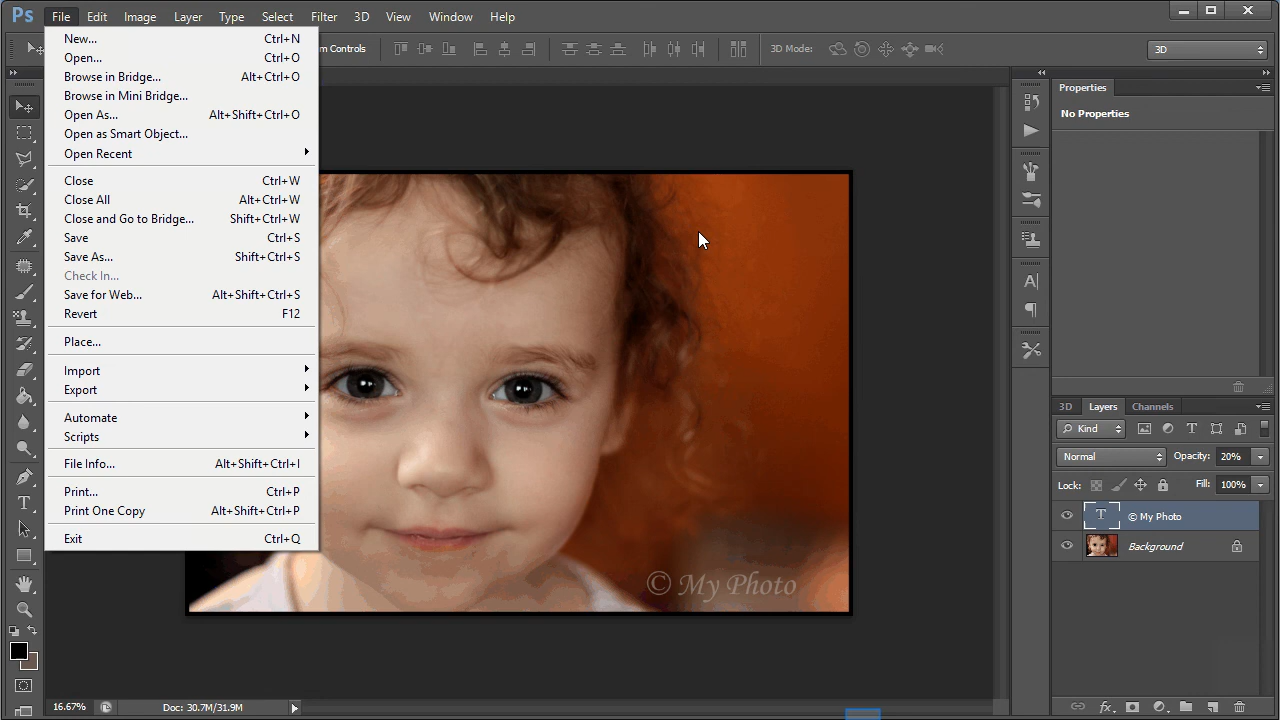 Ps File Edit Image Layer Type Select Filter 3D View Window Help
m Controls 3D Mode: 3D
New... Ctrl+N
Open... Ctrl+O
Browse in Bridge... Alt+Ctrl+O
Browse in Mini Bridge...
Open As... Alt+Shift+Ctrl+O
Open as Smart Object...
Open Recent
Close Ctrl+W
Close All Alt+Ctrl+W
Close and Go to Bridge... Shift+Ctrl+W
Save Ctrl+S
Save As... Shift+Ctrl+S
Check In...
Save for Web... Alt+Shift+Ctrl+S
Revert F12
Place...
Import
Export
Automate
Scripts
File Info... Alt+Shift+Ctrl+I
Print... Ctrl+P
Print One Copy Alt+Shift+Ctrl+P
Exit Ctrl+Q
© My Photo
16.67% Doc: 30.7M/31.9M
Properties
No Properties
3D Layers Channels
Kind
Normal Opacity: 20%
Lock: Fill: 100%
© My Photo
Background